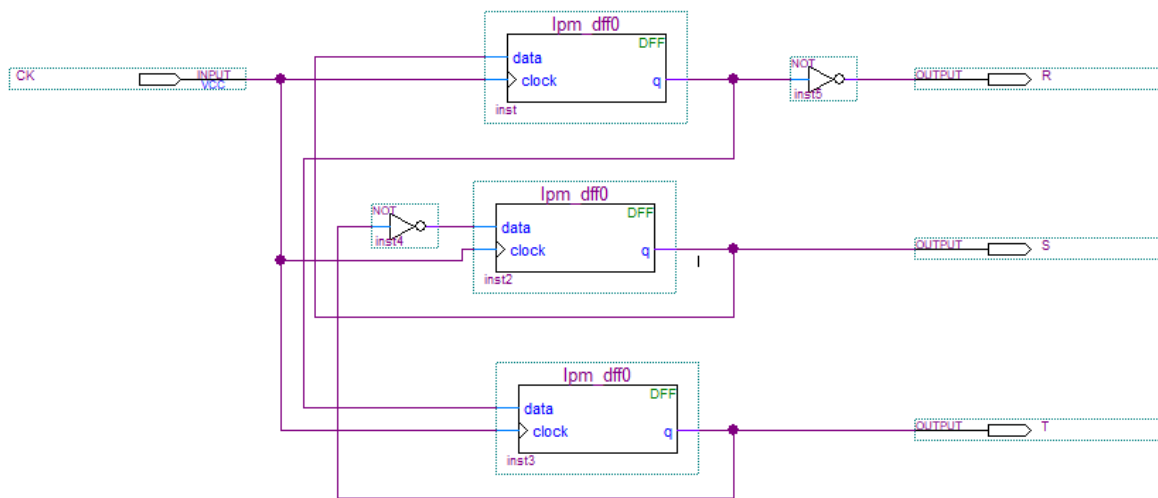 lpm_dff0
DFF
data
clock
q
inst
CK
INPUT
VCC
NOT
inst5
OUTPUT
R
lpm_dff0
DFF
data
clock
q
inst2
NOT
inst4
OUTPUT
S
lpm_dff0
DFF
data
clock
q
inst3
OUTPUT
T